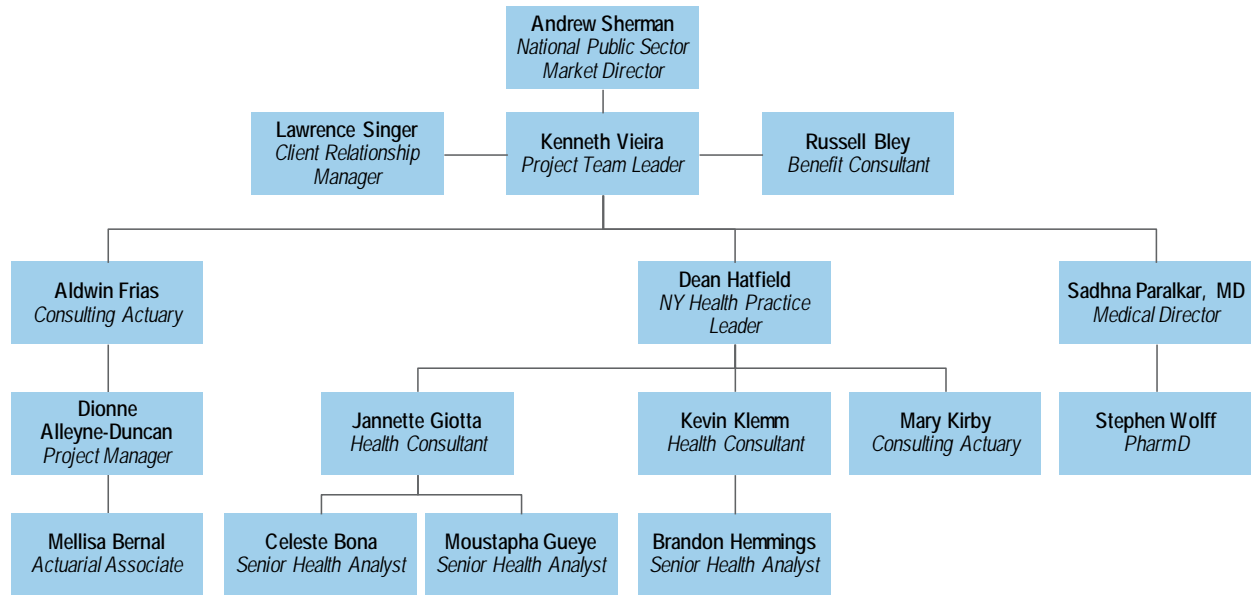 Andrew Sherman
National Public Sector
Market Director
Lawrence Singer
Client Relationship
Manager
Kenneth Vieira
Project Team Leader
Russell Bley
Benefit Consultant
Aldwin Frias
Consulting Actuary
Dean Hatfield
NY Health Practice
Leader
Sadhna Paralkar, MD
Medical Director
Dionne
Alleyne-Duncan
Project Manager
Jannette Giotta
Health Consultant
Kevin Klemm
Health Consultant
Mary Kirby
Consulting Actuary
Stephen Wolff
PharmD
Mellisa Bernal
Actuarial Associate
Celeste Bona
Senior Health Analyst
Moustapha Gueye
Senior Health Analyst
Brandon Hemmings
Senior Health Analyst